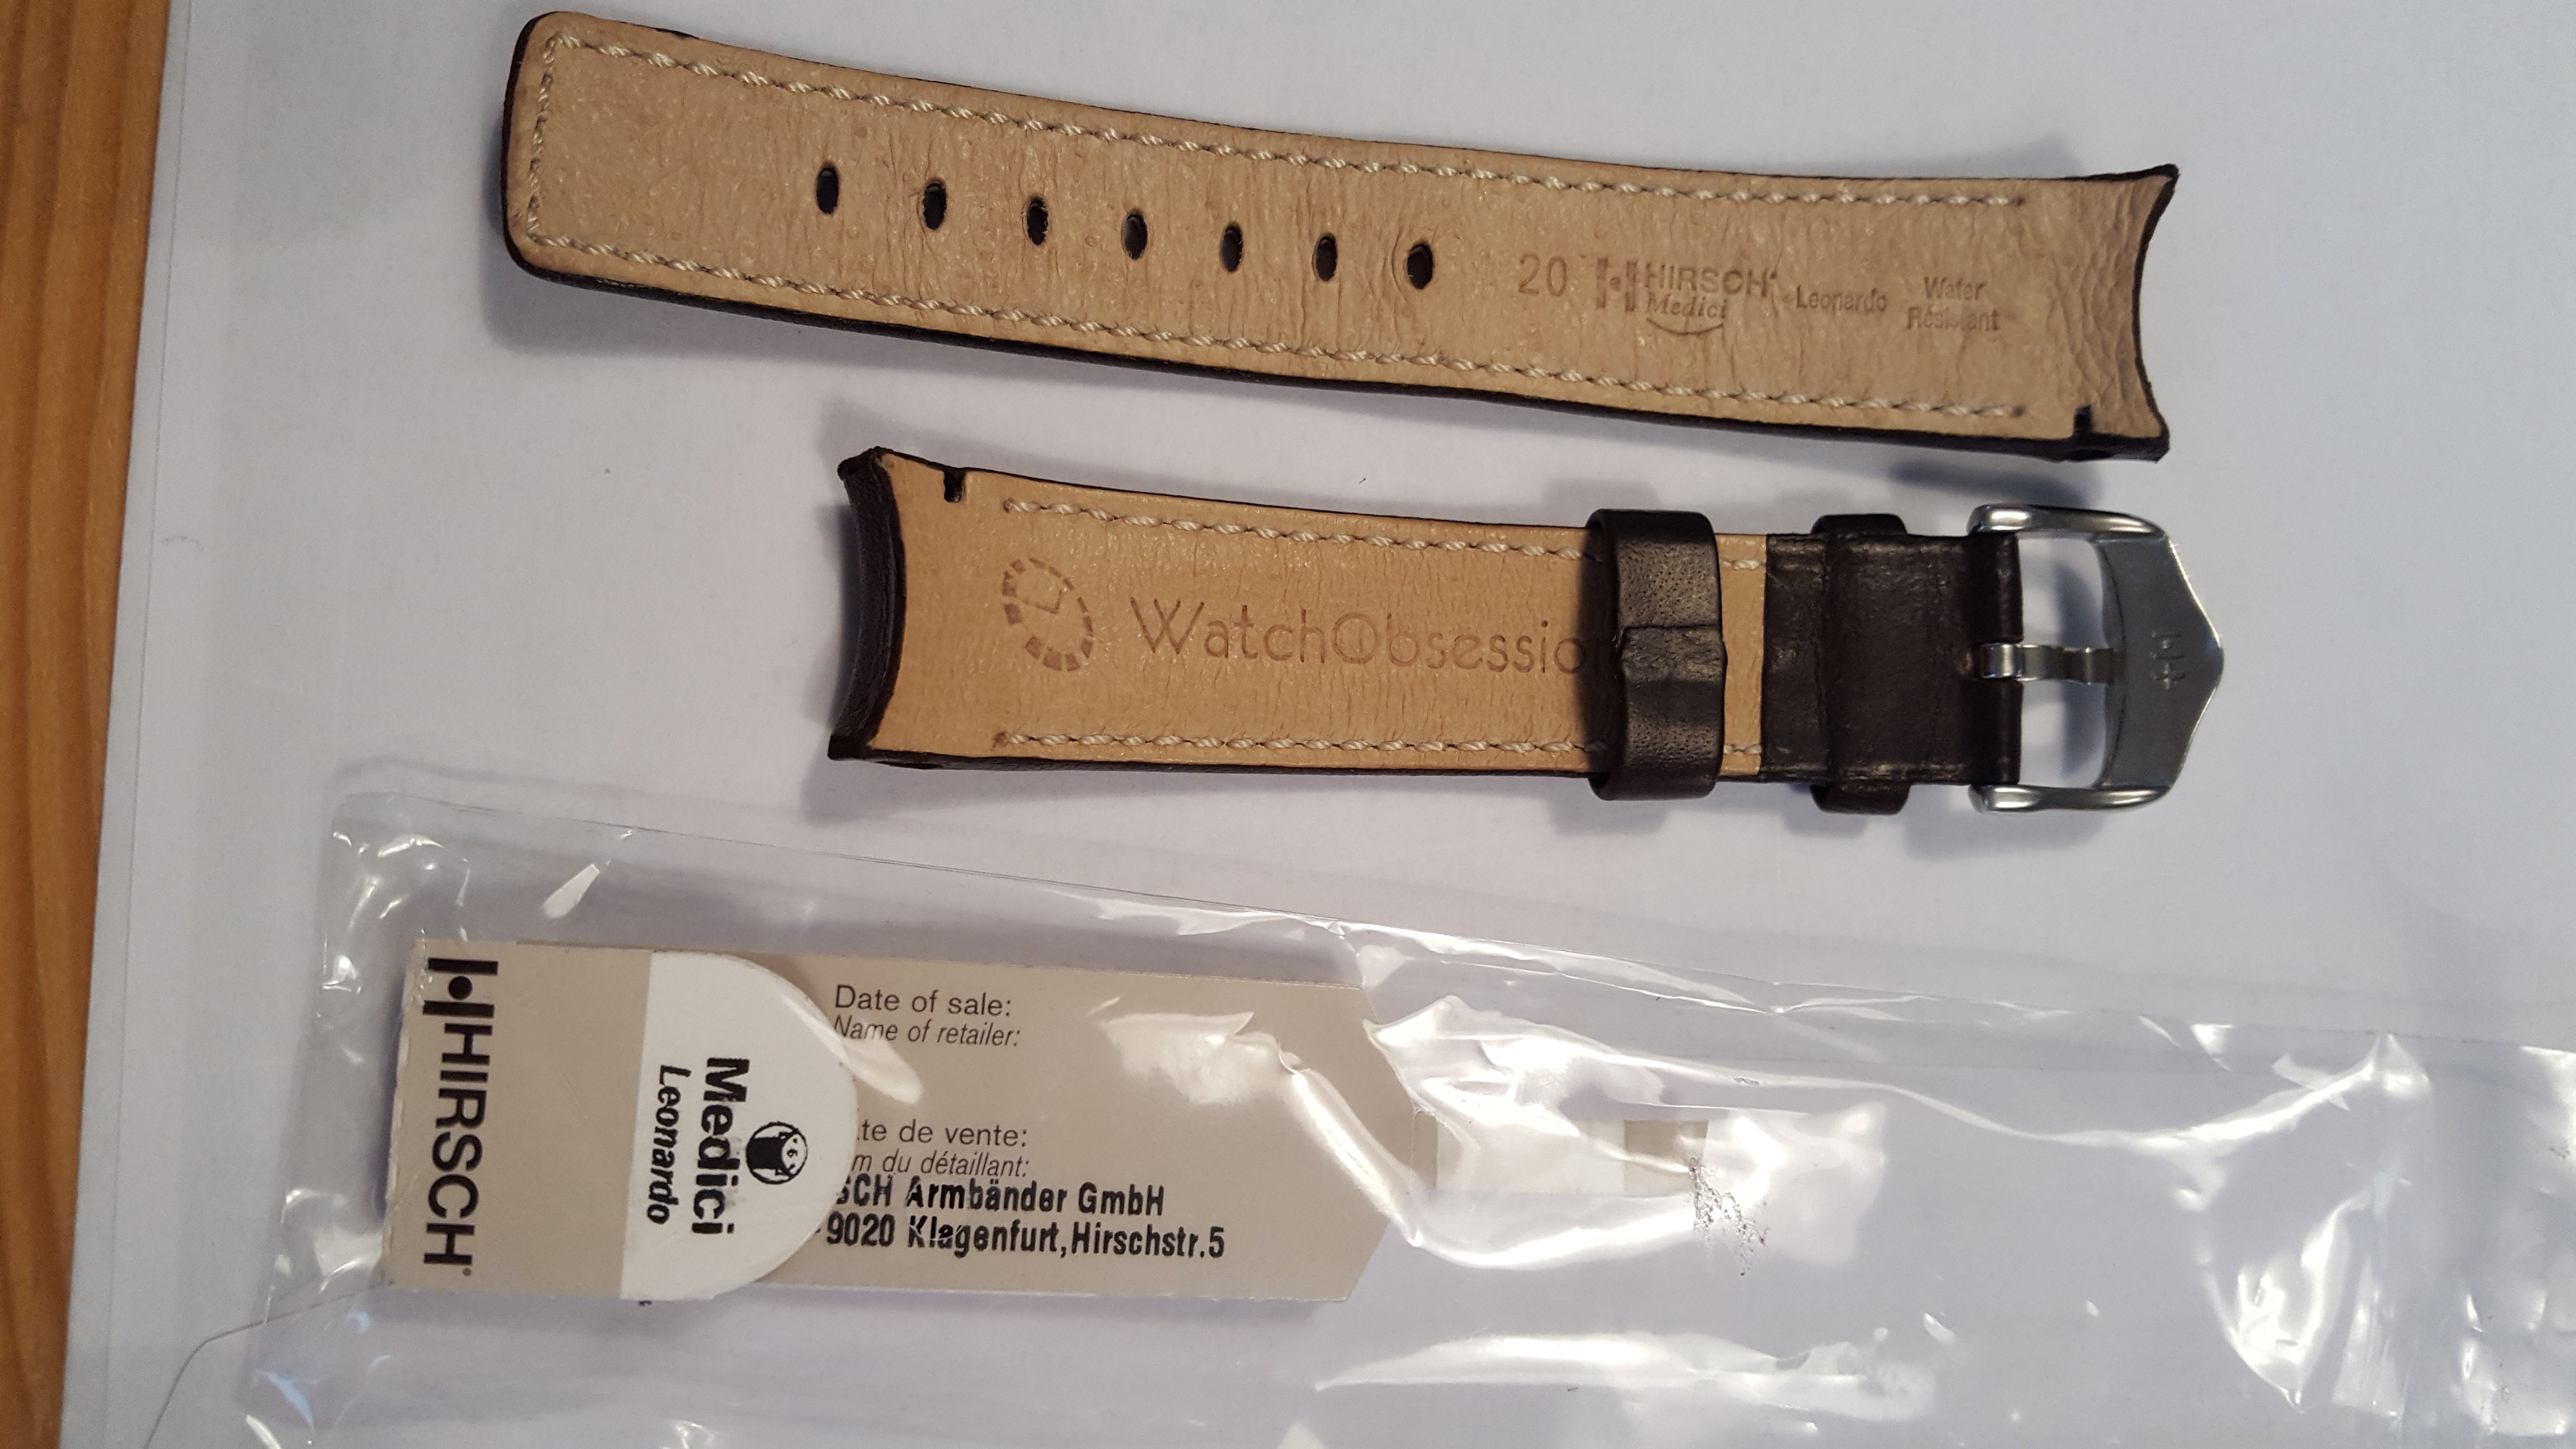 20 HIRSCH Medici Leonardo Water Resistant
WatchObsession
HIRSCH
Medici
Leonardo
Date of sale:
Name of retailer:
te de vente:
m du détaillant:
SCH Armbänder GmbH
9020 Klagenfurt, Hirschstr.5